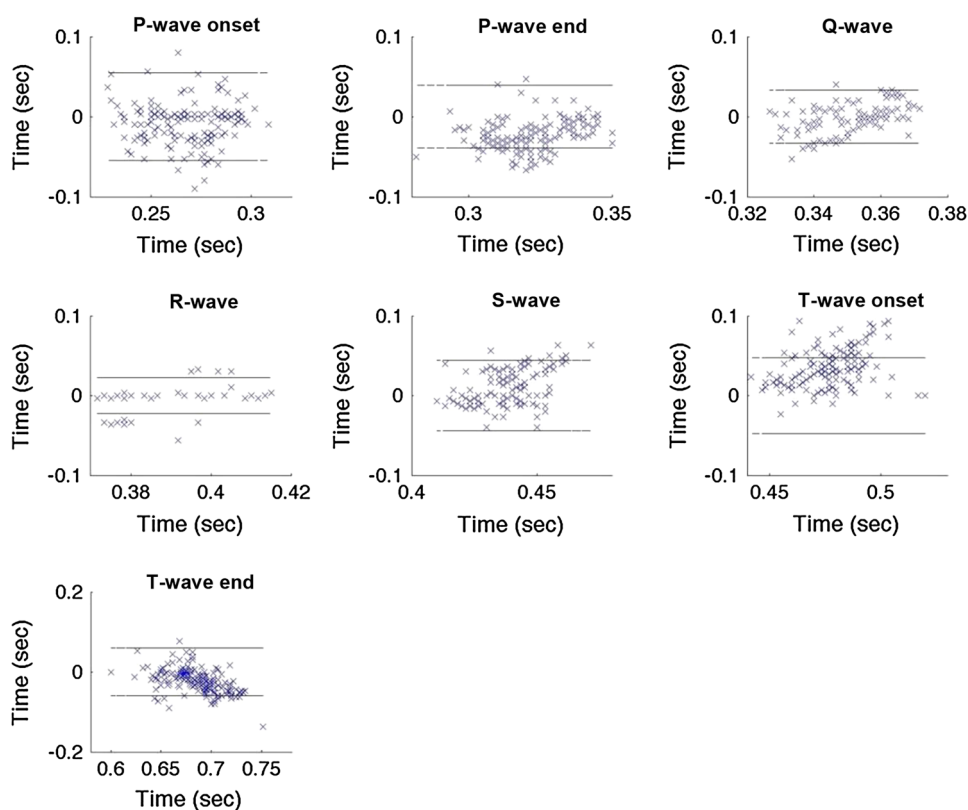 P-wave onset
0.1
0
-0.1
Time (sec)
0.25 0.3
Time (sec)
P-wave end
0.1
0
-0.1
Time (sec)
0.3 0.35
Time (sec)
Q-wave
0.1
0
-0.1
Time (sec)
0.32 0.34 0.36 0.38
Time (sec)
R-wave
0.1
0
-0.1
Time (sec)
0.38 0.4 0.42
Time (sec)
S-wave
0.1
0
-0.1
Time (sec)
0.4 0.45
Time (sec)
T-wave onset
0.1
0
-0.1
Time (sec)
0.45 0.5
Time (sec)
T-wave end
0.2
0
-0.2
Time (sec)
0.6 0.65 0.7 0.75
Time (sec)